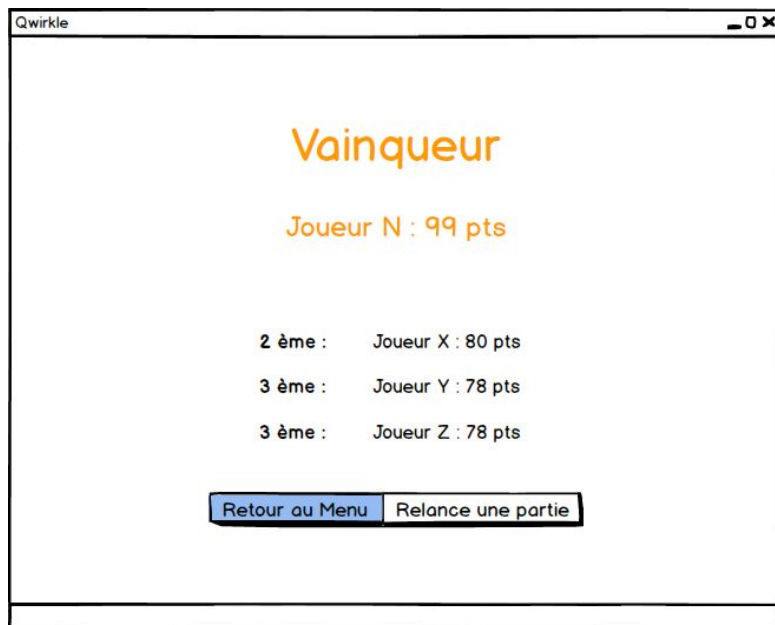 Qwirkle
Vainqueur
Joueur N : 99 pts
2 ème : Joueur X : 80 pts
3 ème : Joueur Y : 78 pts
3 ème : Joueur Z : 78 pts
Retour au Menu Relance une partie